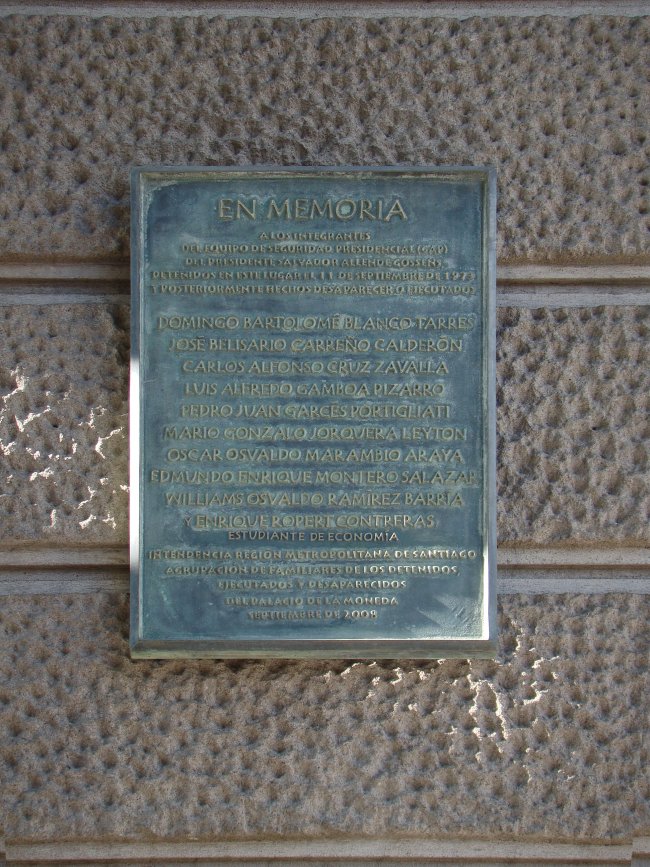 EN MEMORIA
A LOS INTEGRANTES
DEL EQUIPO DE SEGURIDAD PRESIDENCIAL (GAP)
DEL PRESIDENTE SALVADOR ALLENDE GOSSENS,
DETENIDOS EN ESTE LUGAR EL 11 DE SEPTIEMBRE DE 1973
Y POSTERIORMENTE HECHOS DESAPARECER O EJECUTADOS
DOMINGO BARTOLOMÉ BLANCO TARRES
JOSÉ BELISARIO CARREÑO CALDERÓN
CARLOS ALFONSO CRUZ ZAVALLA
LUIS ALFREDO GAMBOA PIZARRO
PEDRO JUAN GARCES PORTIGLIATI
MARIO GONZALO JORQUERA LEYTON
OSCAR OSVALDO MARAMBIO ARAYA
EDMUNDO ENRIQUE MONTERO SALAZAR
WILLIAMS OSVALDO RAMÍREZ BARRÍA
Y ENRIQUE ROPERT CONTRERAS,
ESTUDIANTE DE ECONOMÍA
INTENDENCIA REGIÓN METROPOLITANA DE SANTIAGO
AGRUPACIÓN DE FAMILIARES DE LOS DETENIDOS,
EJECUTADOS Y DESAPARECIDOS
DEL PALACIO DE LA MONEDA
SEPTIEMBRE DE 2008